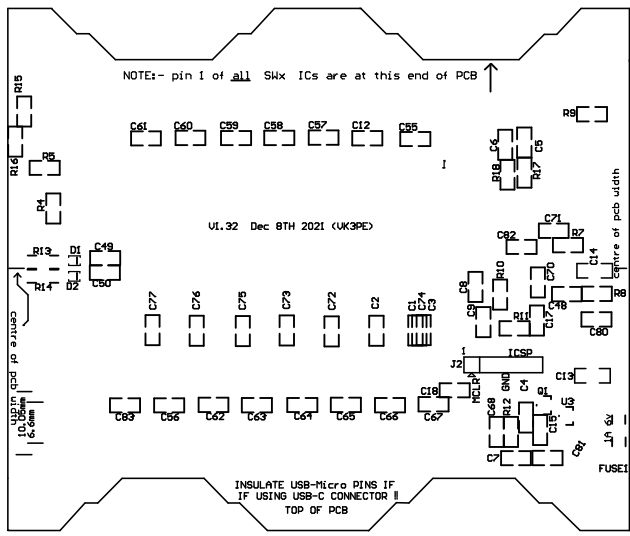 NOTE:- pin 1 of all SWx ICs are at this end of PCB
R15
R9
C61
C60
C59
C58
C57
C12
C55
C6
C5
R16
R5
1
R18
R17
centre of pcb width
R4
V1.32 Dec 8TH 2021 (VK3PE)
C71
C82
R7
R13
D1
C49
C14
R10
C70
R14
D2
C50
C8
C48
R8
C77
C76
C75
C73
C72
C2
C1
C74
C3
C9
R11
C17
C80
centre of pcb width
1
ICSP
J2
C13
C18
MCLR
GND
C4
Q1
10.06mm
6.6mm
C83
C56
C62
C63
C64
C65
C66
C67
C68
R12
U3
C15
6V
1A
C7
C81
FUSE1
INSULATE USB-Micro PINS IF
IF USING USB-C CONNECTOR !!
TOP OF PCB